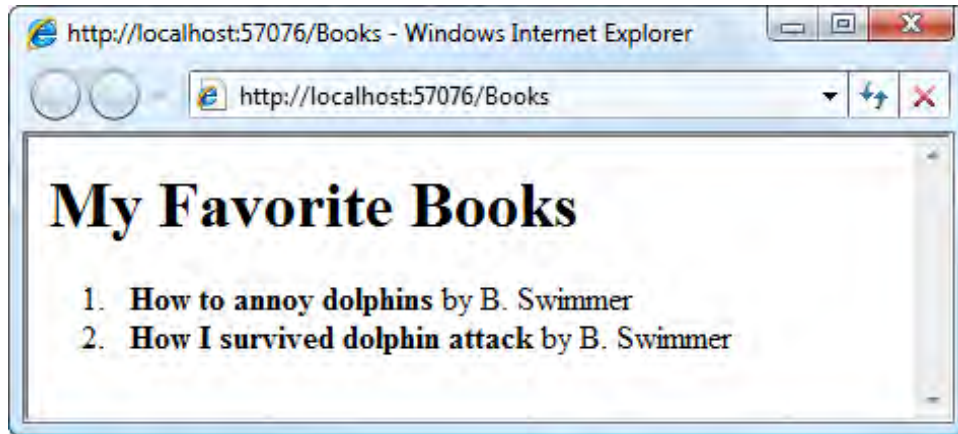 http://localhost:57076/Books - Windows Internet Explorer
http://localhost:57076/Books
My Favorite Books
1. How to annoy dolphins by B. Swimmer
2. How I survived dolphin attack by B. Swimmer